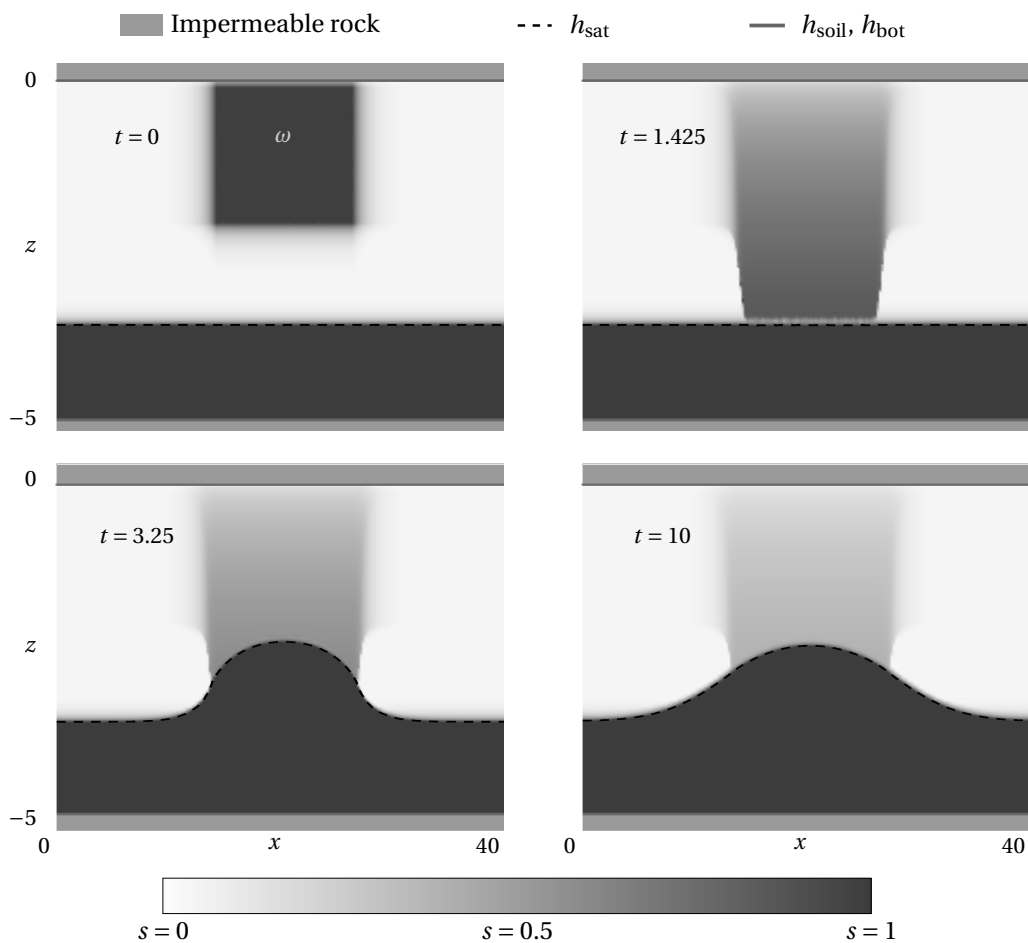 Impermeable rock h_sat h_soil, h_bot
0
t = 0 ω t = 1.425
z
−5
0
t = 3.25 t = 10
z
−5
0 x 40 x 40
s = 0 s = 0.5 s = 1